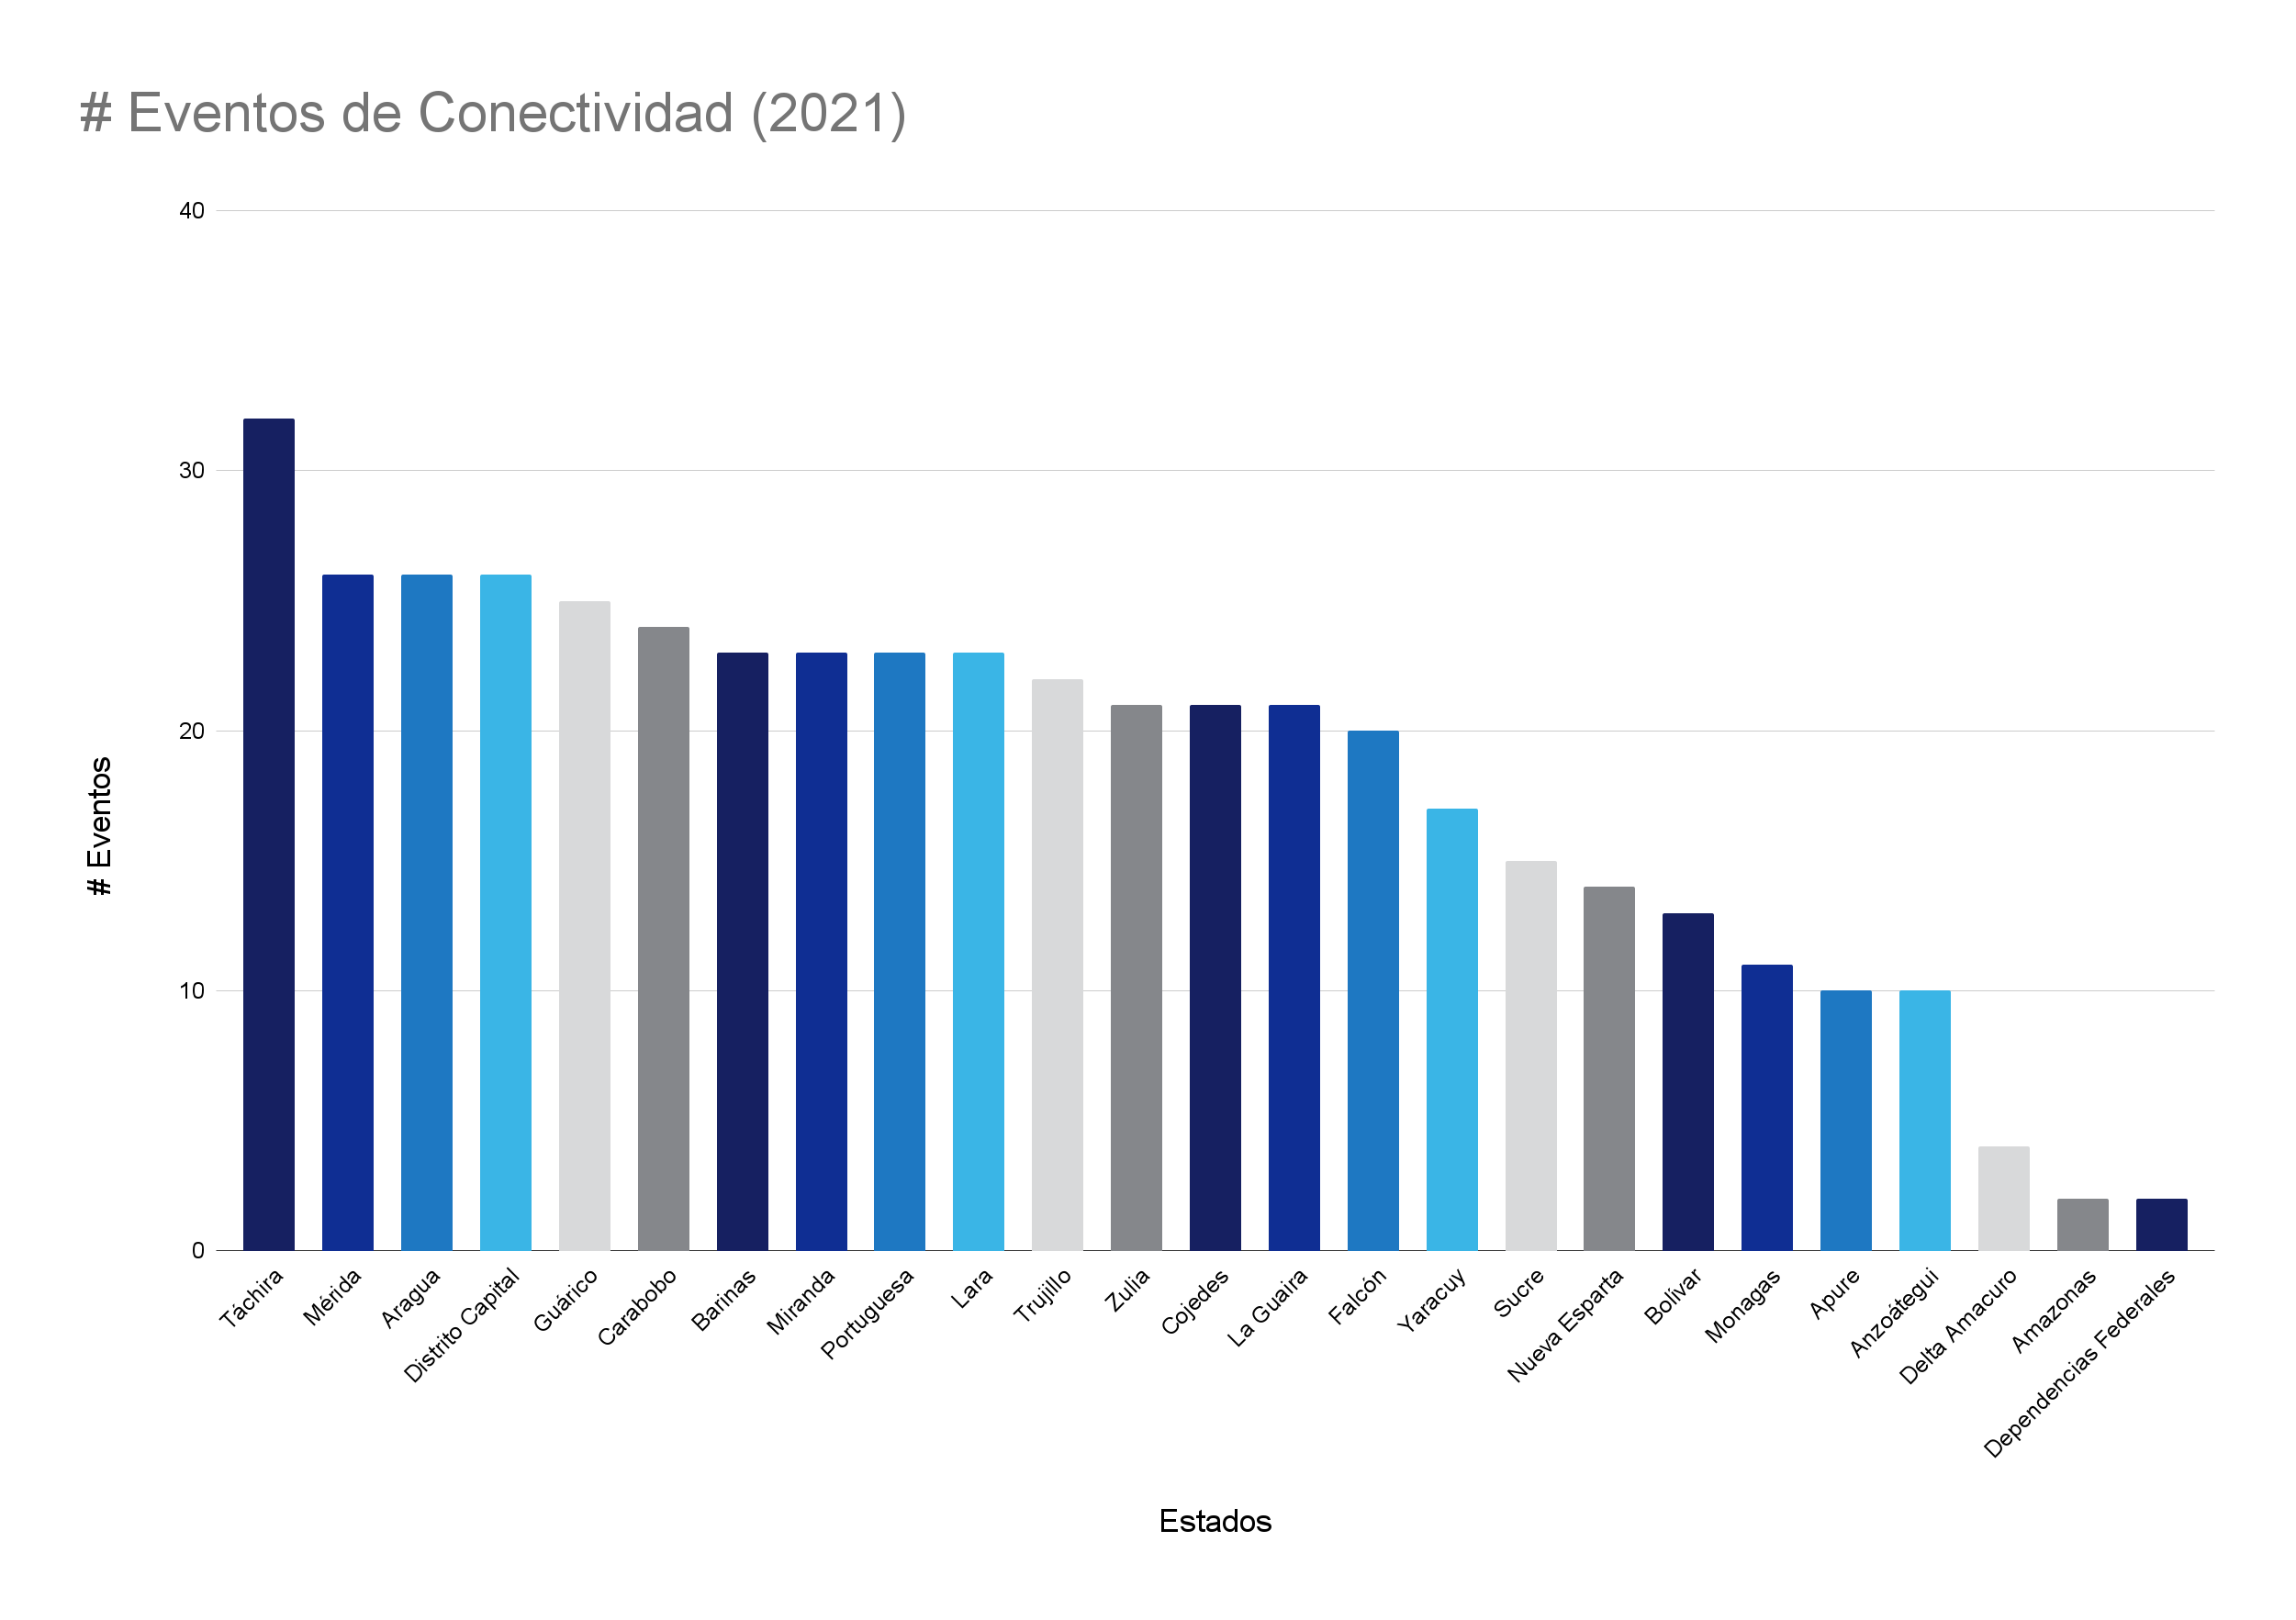 # Eventos de Conectividad (2021)
40
30
20
10
0
# Eventos
Táchira
Mérida
Aragua
Distrito Capital
Guárico
Carabobo
Barinas
Miranda
Portuguesa
Lara
Trujillo
Zulia
Cojedes
La Guaira
Falcón
Yaracuy
Sucre
Nueva Esparta
Bolívar
Monagas
Apure
Anzoátegui
Delta Amacuro
Amazonas
Dependencias Federales
Estados